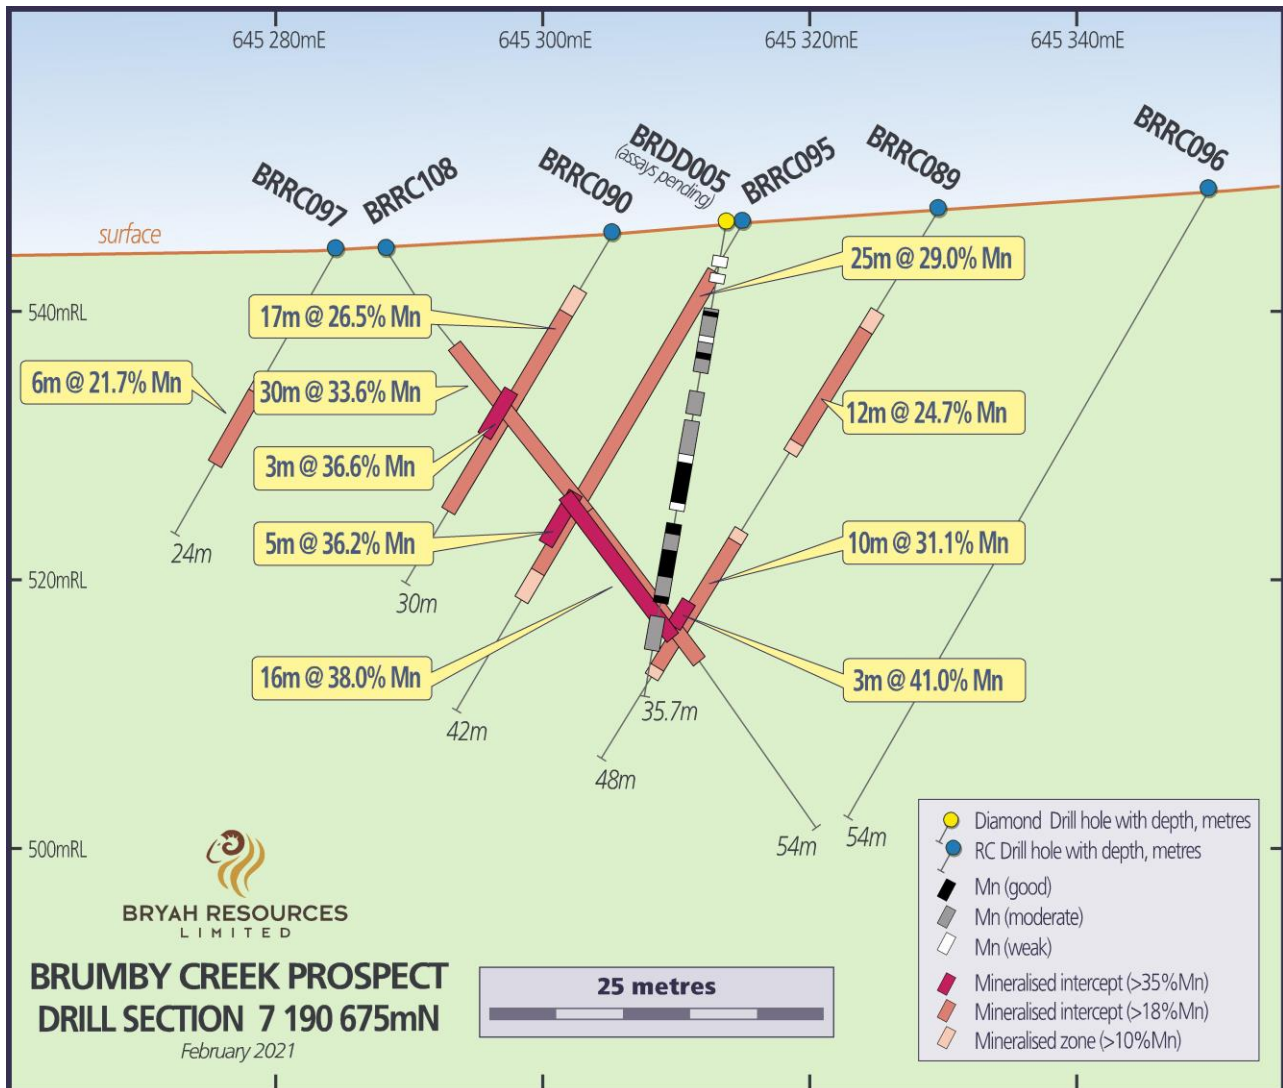 645 280mE
645 300mE
645 320mE
645 340mE
BRRC097
BRRC108
BRRC090
BRDD005
(assays pending)
BRRC095
BRRC089
BRRC096
surface
540mRL
520mRL
500mRL
6m @ 21.7% Mn
17m @ 26.5% Mn
30m @ 33.6% Mn
3m @ 36.6% Mn
5m @ 36.2% Mn
16m @ 38.0% Mn
25m @ 29.0% Mn
12m @ 24.7% Mn
10m @ 31.1% Mn
3m @ 41.0% Mn
24m
30m
42m
48m
35.7m
54m
54m
BRYAH RESOURCES
LIMITED
BRUMBY CREEK PROSPECT
DRILL SECTION 7 190 675mN
February 2021
25 metres
Diamond Drill hole with depth, metres
RC Drill hole with depth, metres
Mn (good)
Mn (moderate)
Mn (weak)
Mineralised intercept (>35%Mn)
Mineralised intercept (>18%Mn)
Mineralised zone (>10%Mn)